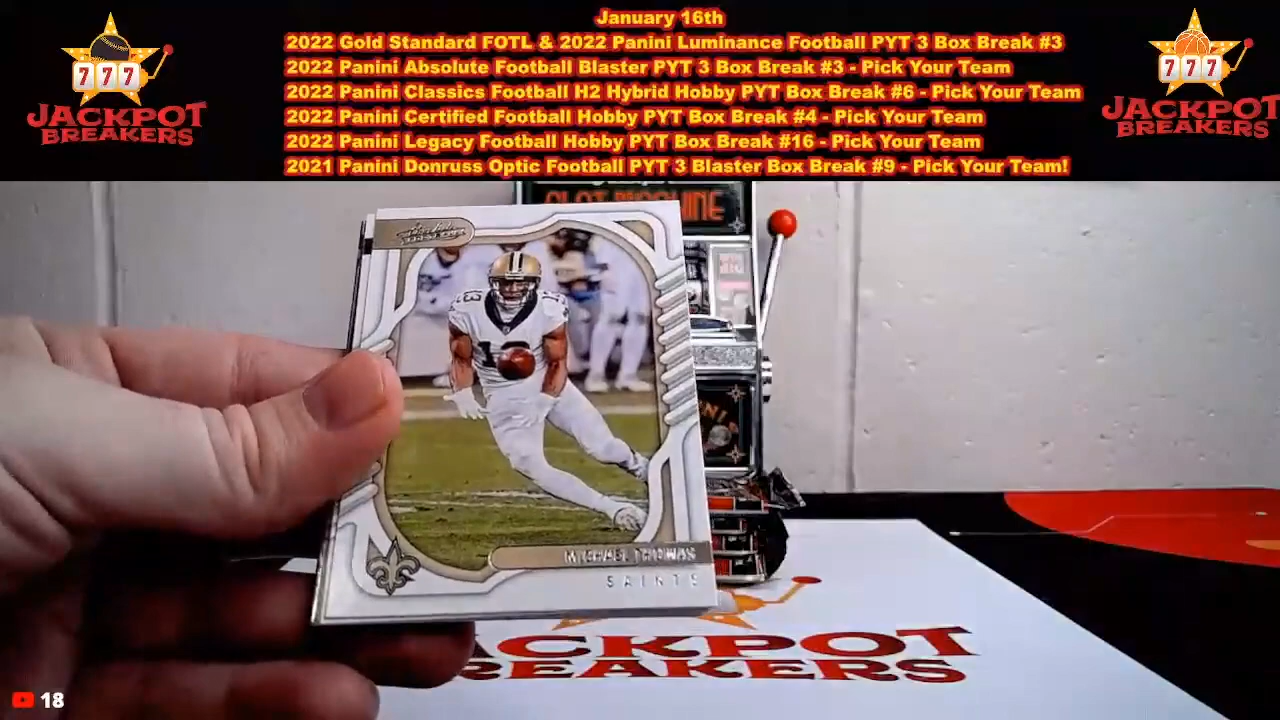 January 16th
2022 Gold Standard FOTL & 2022 Panini Luminance Football PYT 3 Box Break #3
2022 Panini Absolute Football Blaster PYT 3 Box Break #3 - Pick Your Team
2022 Panini Classics Football H2 Hybrid Hobby PYT Box Break #6 - Pick Your Team
2022 Panini Certified Football Hobby PYT Box Break #4 - Pick Your Team
2022 Panini Legacy Football Hobby PYT Box Break #16 - Pick Your Team
2021 Panini Donruss Optic Football PYT 3 Blaster Box Break #9 - Pick Your Team!
777
JACKPOT
BREAKERS
777
JACKPOT
BREAKERS
13
MICHAEL THOMAS
SAINTS
JACKPOT
BREAKERS
18